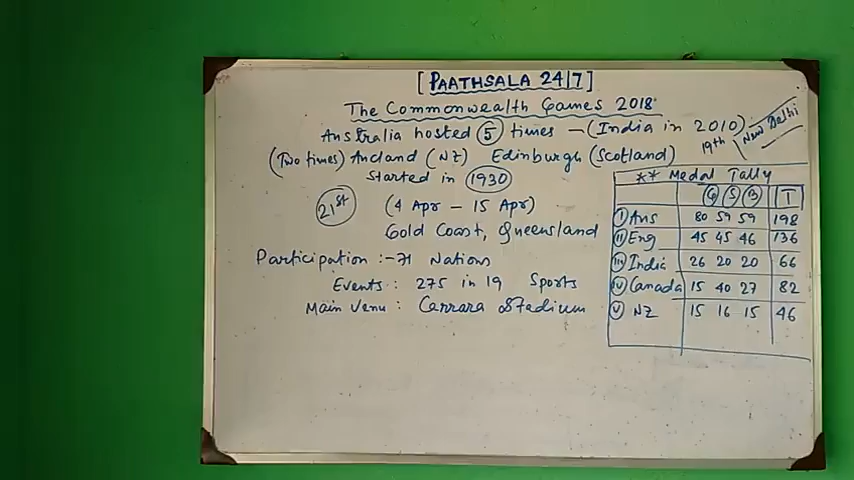 [PAATHSALA 24/7]
The Commonwealth Games 2018
Australia hosted 5 times - (India in 2010)
19th New Delhi
(Two times) Aucland (NZ) Edinburgh (Scotland)
Started in 1930
21st (4 Apr - 15 Apr)
Gold Coast, Queensland
Participation :- 71 Nations
Events : 275 in 19 Sports
Main Venu : Carrara Stadium
** Medal Tally
G S B T
I Aus 80 59 59 198
II Eng 45 45 46 136
III India 26 20 20 66
IV Canada 15 40 27 82
V NZ 15 16 15 46